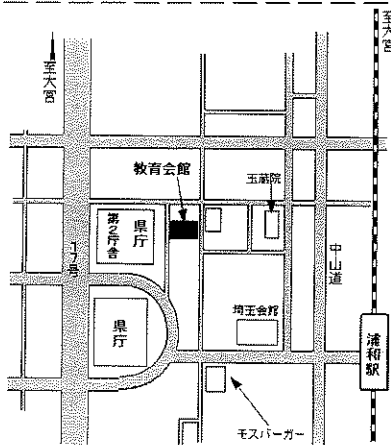 至大宮
至大宮
教育会館
玉蔵院
県庁
第2庁舎
17号
中山道
県庁
埼玉会館
浦和駅
モスバーガー